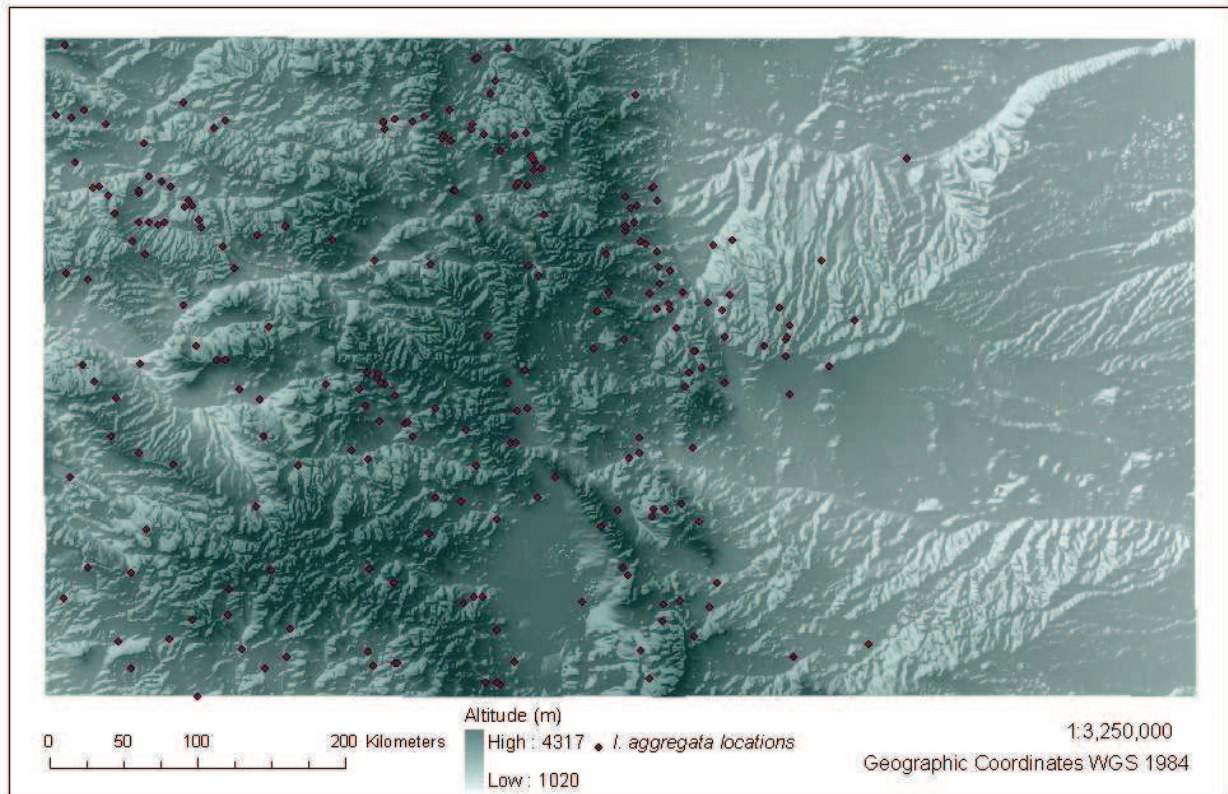 Altitude (m)
0 50 100 200 Kilometers
High : 4317
I. aggregata locations
Low : 1020
1:3,250,000
Geographic Coordinates WGS 1984